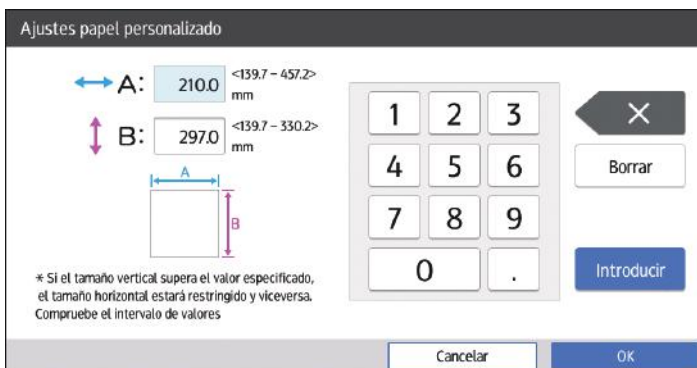 Ajustes papel personalizado
A: 210.0 <139.7 – 457.2>
mm
B: 297.0 <139.7 – 330.2>
mm
A
B
* Si el tamaño vertical supera el valor especificado,
el tamaño horizontal estará restringido y viceversa.
Compruebe el intervalo de valores
1 2 3
4 5 6
7 8 9
0 .
Borrar
Introducir
Cancelar
OK